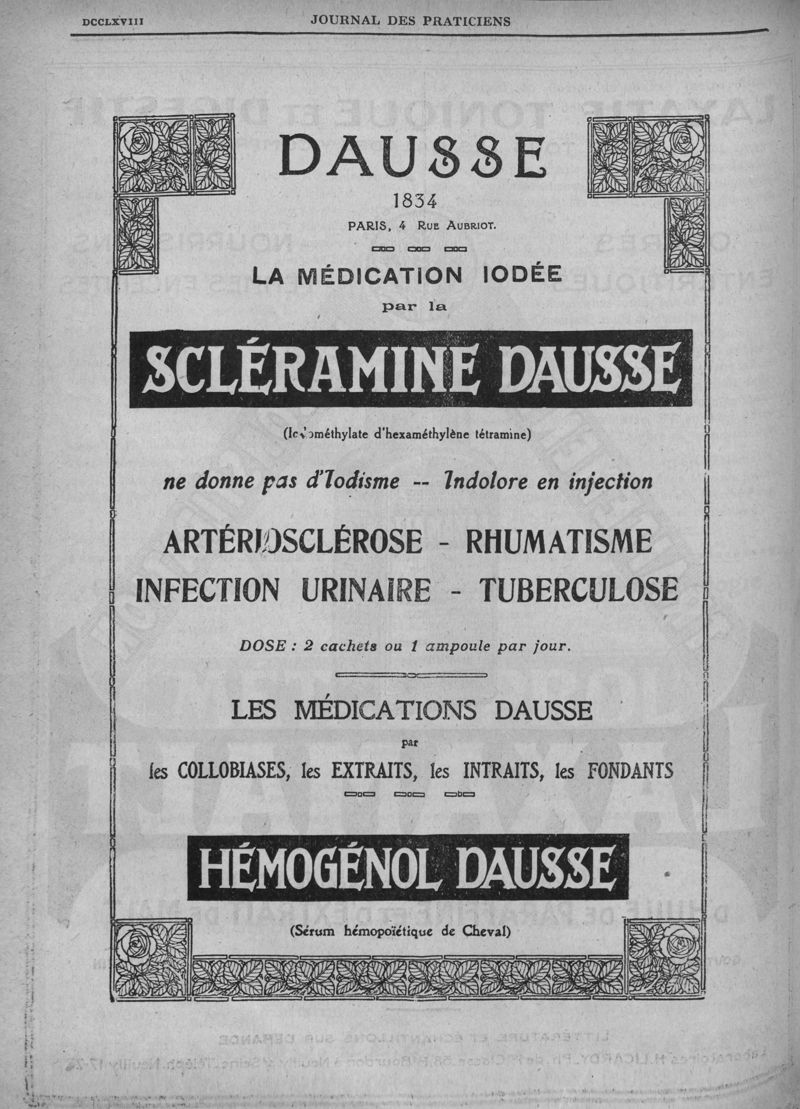 DCCLXVIII
JOURNAL DES PRATICIENS
DAUSSE
1834
PARIS, 4 RUE AUBRIOT.
LA MÉDICATION IODÉE
par la
SCLÉRAMINE DAUSSE
d'hexaméthylène tétramine)
ne donne pas d'Iodisme -- Indolore en injection
ARTÉRIOSCLÉROSE - RHUMATISME
INFECTION URINAIRE - TUBERCULOSE
DOSE : 2 cachets ou 1 ampoule par jour.
LES MÉDICATIONS DAUSSE
par
les COLLOBIASES, les EXTRAITS, les INTRAITS, les FONDANTS
HÉMOGÉNOL DAUSSE
(Sérum hémopoïétique de Cheval)